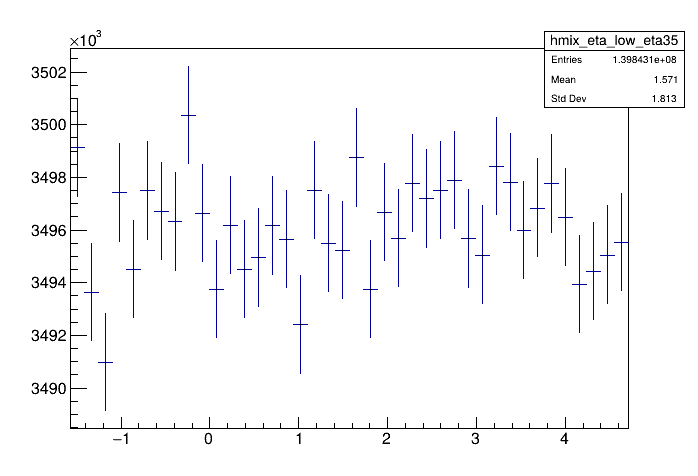 ×10³
hmix_eta_low_eta35
Entries 1.398431e+08
Mean 1.571
Std Dev 1.813
3502
3500
3498
3496
3494
3492
3490
−1 0 1 2 3 4